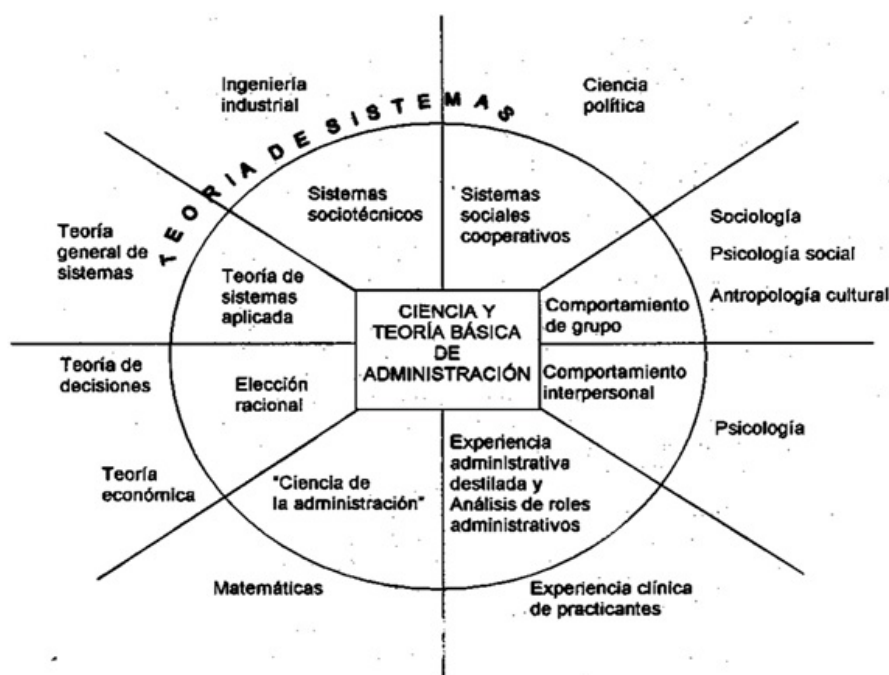 Ingeniería
industrial
Ciencia
política
TEORIA DE SISTEMAS
Sistemas
sociotécnicos
Sistemas
sociales
cooperativos
Teoría
general de
sistemas
Sociología
Psicología social
Antropología cultural
Teoría de
sistemas
aplicada
CIENCIA Y
TEORÍA BÁSICA
DE
ADMINISTRACIÓN
Comportamiento
de grupo
Teoría de
decisiones
Elección
racional
Comportamiento
interpersonal
Psicología
Teoría
económica
"Ciencia de
la administración"
Experiencia
administrativa
destilada y
Análisis de roles
administrativos
Matemáticas
Experiencia clínica
de practicantes